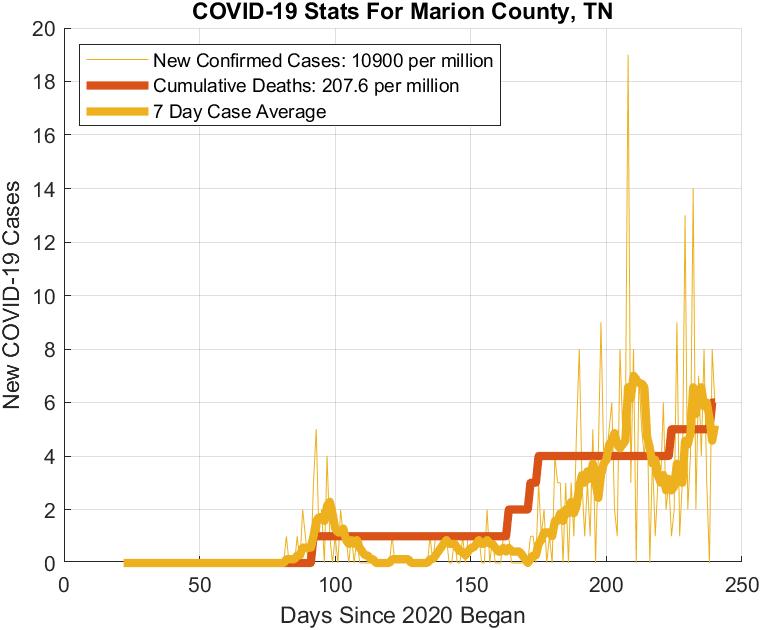 COVID-19 Stats For Marion County, TN
New Confirmed Cases: 10900 per million
Cumulative Deaths: 207.6 per million
7 Day Case Average
New COVID-19 Cases
20
18
16
14
12
10
8
6
4
2
0
0 50 100 150 200 250
Days Since 2020 Began